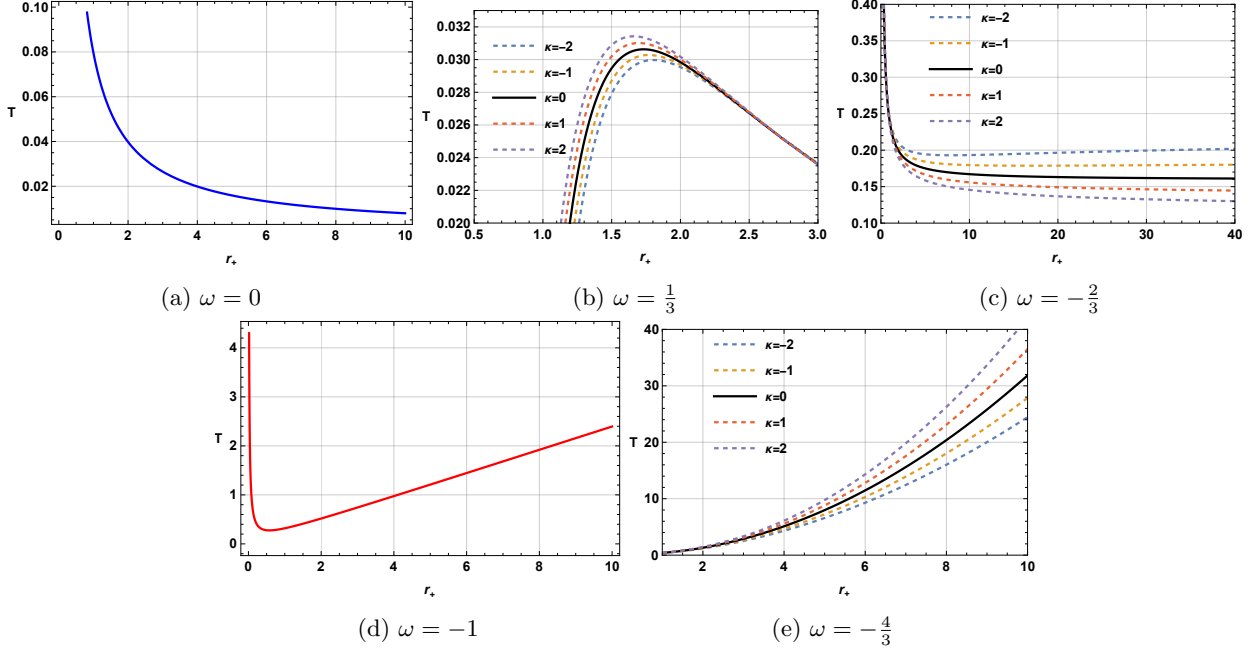 0.10
0.08
0.06
T
0.04
0.02
0 2 4 6 8 10
r+
(a) ω = 0
0.032
0.030
0.028
T
0.026
0.024
0.022
0.020
0.5 1.0 1.5 2.0 2.5 3.0
r+
κ=-2
κ=-1
κ=0
κ=1
κ=2
(b) ω = 1/3
0.40
0.35
0.30
T
0.25
0.20
0.15
0.10
0 10 20 30 40
r+
κ=-2
κ=-1
κ=0
κ=1
κ=2
(c) ω = −2/3
4
3
T
2
1
0
0 2 4 6 8 10
r+
(d) ω = −1
40
30
T
20
10
0
2 4 6 8 10
r+
κ=-2
κ=-1
κ=0
κ=1
κ=2
(e) ω = −4/3